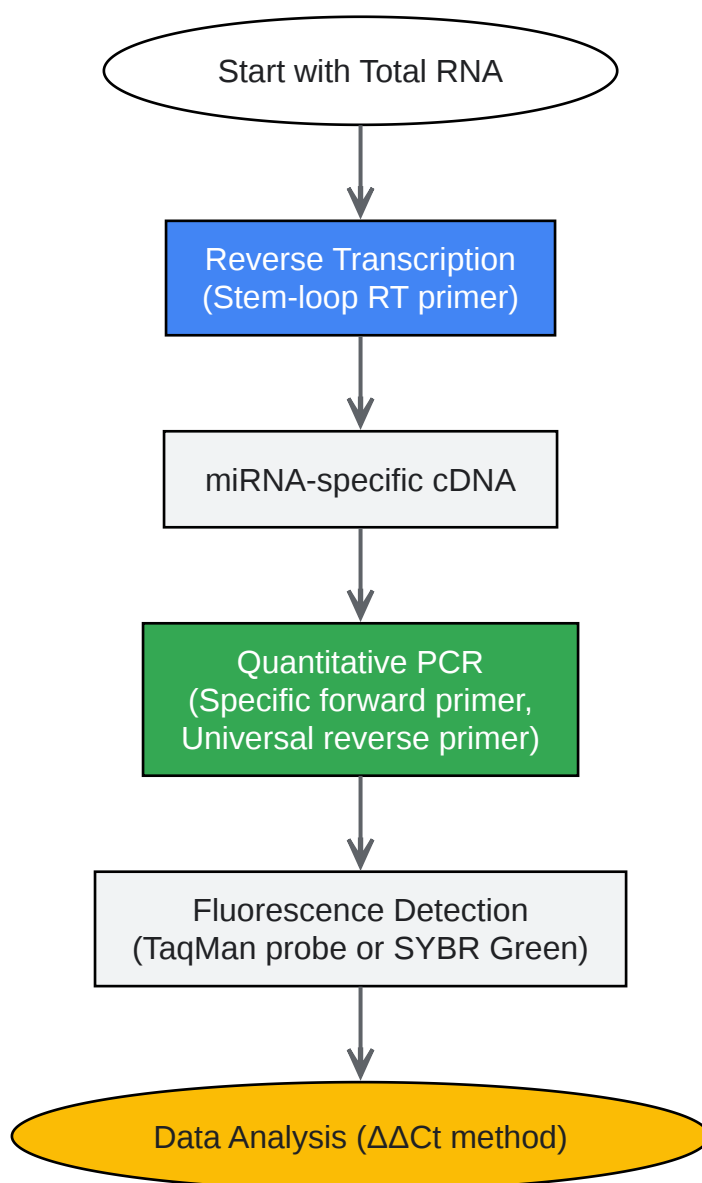 Start with Total RNA
Reverse Transcription
(Stem-loop RT primer)
miRNA-specific cDNA
Quantitative PCR
(Specific forward primer,
Universal reverse primer)
Fluorescence Detection
(TaqMan probe or SYBR Green)
Data Analysis (ΔΔCt method)